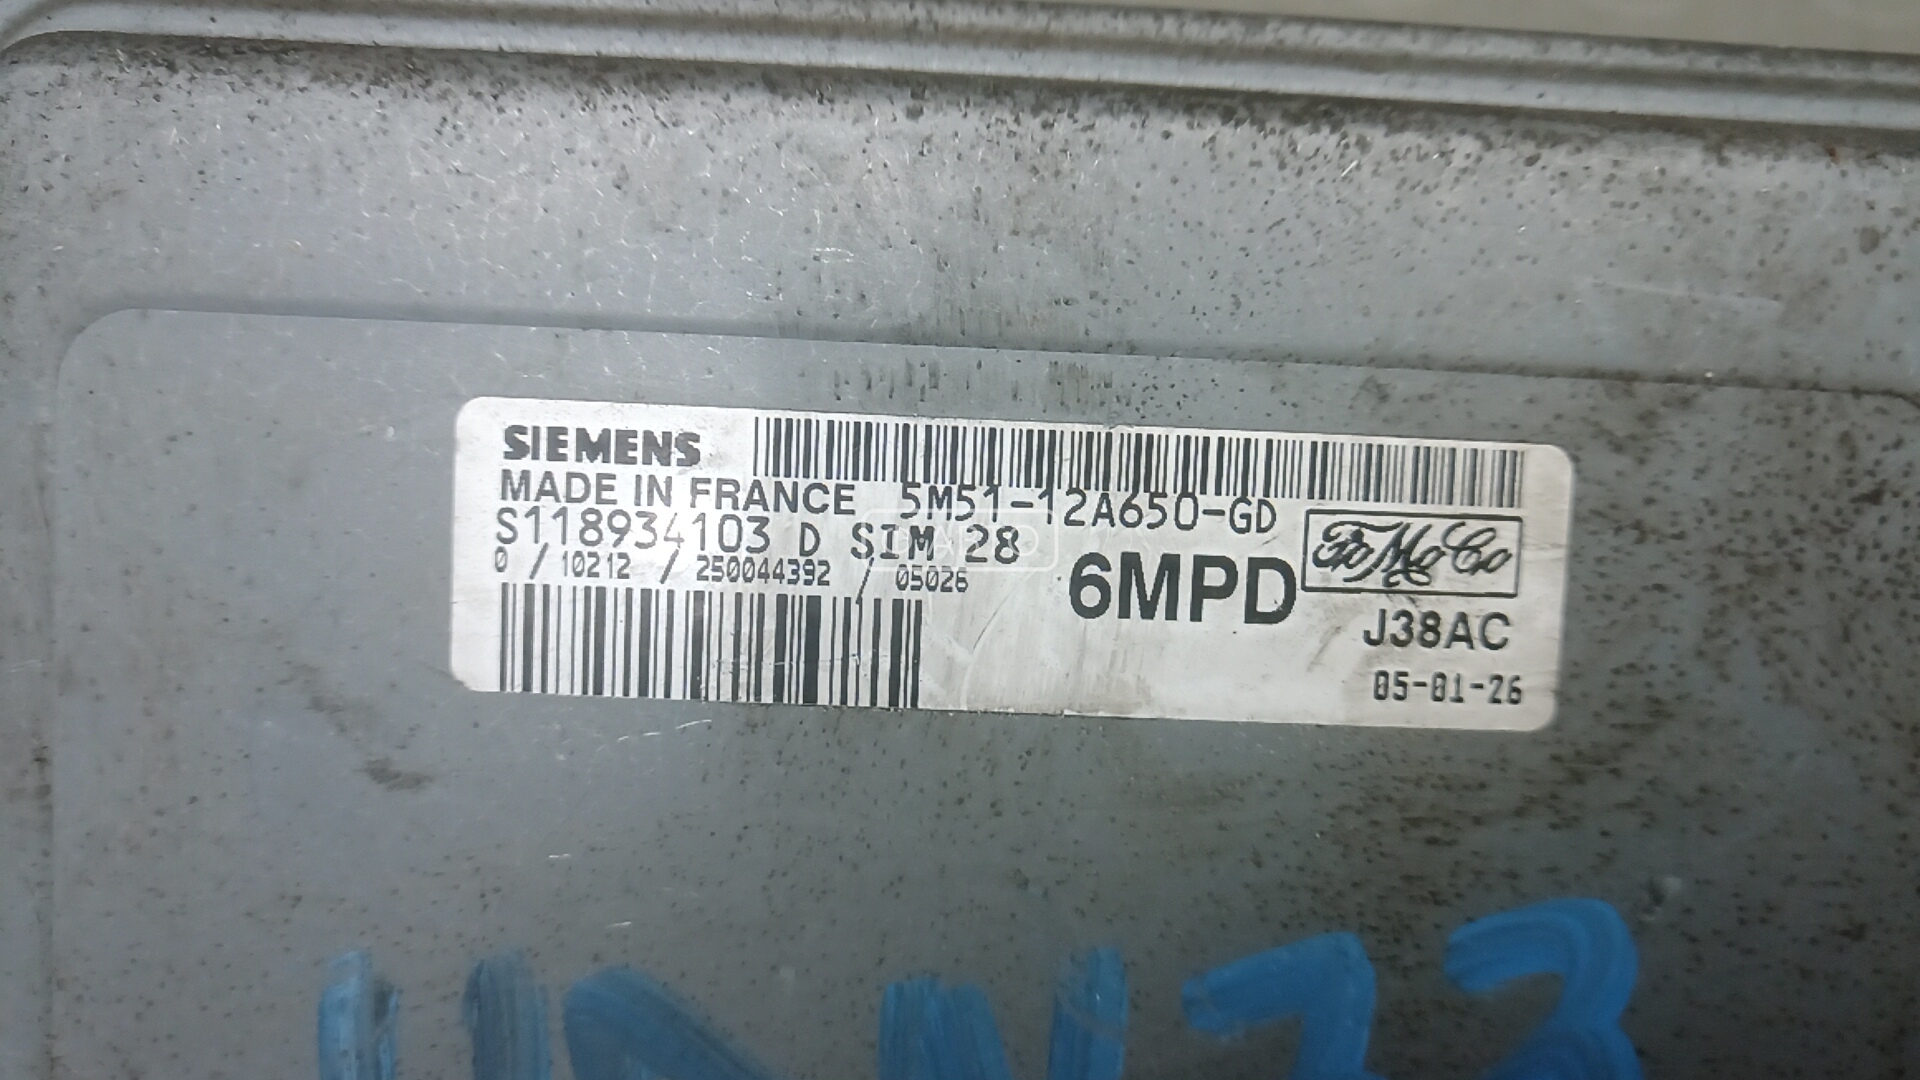 SIEMENS
MADE IN FRANCE 5M51-12A650-GD
S118934103 D SIM 28
0 / 10212 / 250044392 / 05026
6MPD
FoMoCo
J38AC
05-01-26